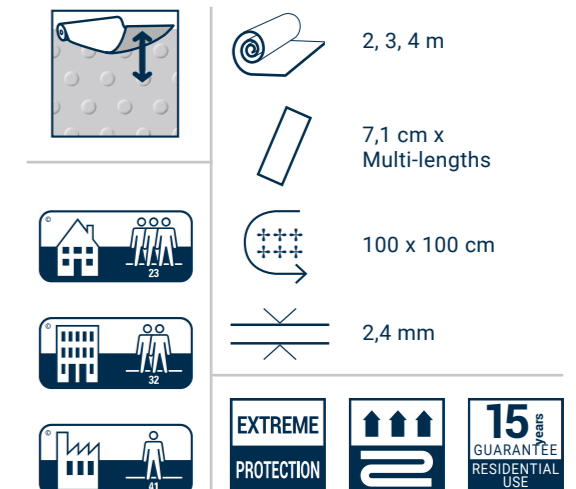 2, 3, 4 m
7,1 cm x
Multi-lengths
100 x 100 cm
2,4 mm
©
23
©
32
©
41
EXTREME
PROTECTION
15 years
GUARANTEE
RESIDENTIAL
USE